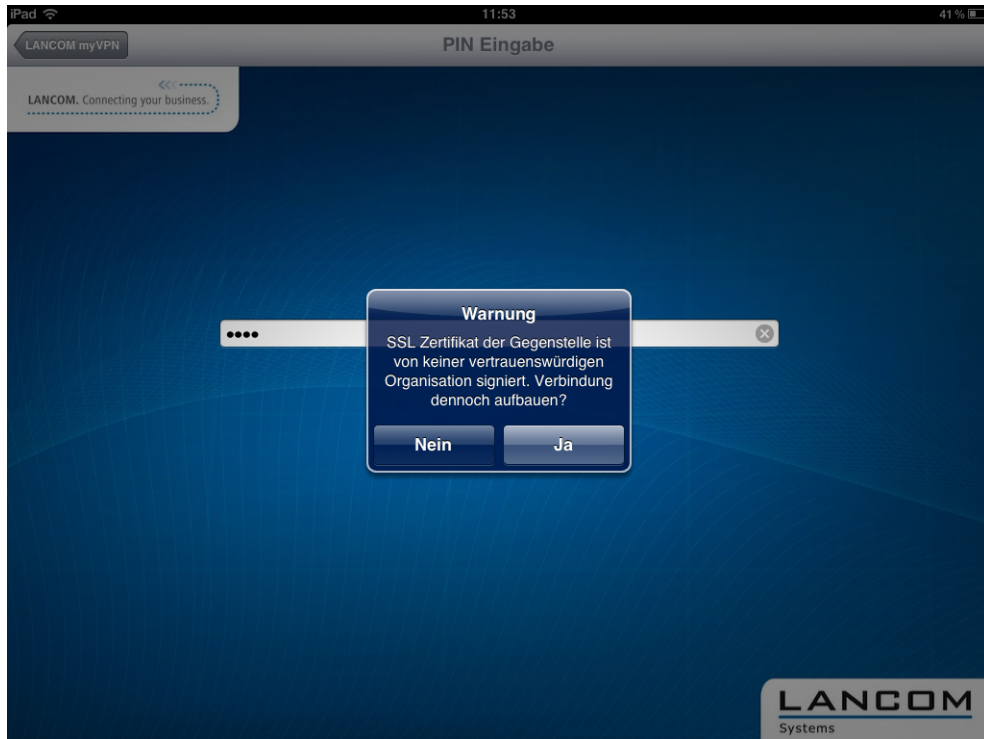 iPad 11:53 41 %
LANCOM myVPN PIN Eingabe
LANCOM. Connecting your business.
Warnung
SSL Zertifikat der Gegenstelle ist
von keiner vertrauenswürdigen
Organisation signiert. Verbindung
dennoch aufbauen?
Nein Ja
LANCOM
Systems